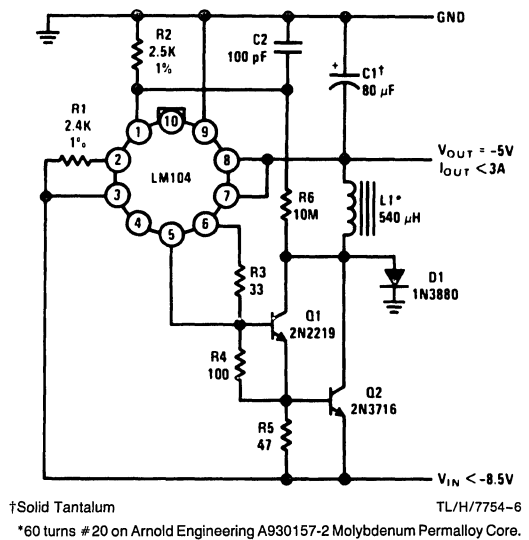 GND
R2
2.5K
1%
C2
100 pF
+
C1†
80 μF
R1
2.4K
1%
1
10
9
2
8
VOUT = -5V
IOUT <3A
LM104
3
7
R6
10M
L1*
540 μH
4
5
6
R3
33
D1
1N3880
Q1
2N2219
R4
100
Q2
2N3716
R5
47
VIN < -8.5V
†Solid Tantalum
TL/H/7754–6
*60 turns #20 on Arnold Engineering A930157-2 Molybdenum Permalloy Core.